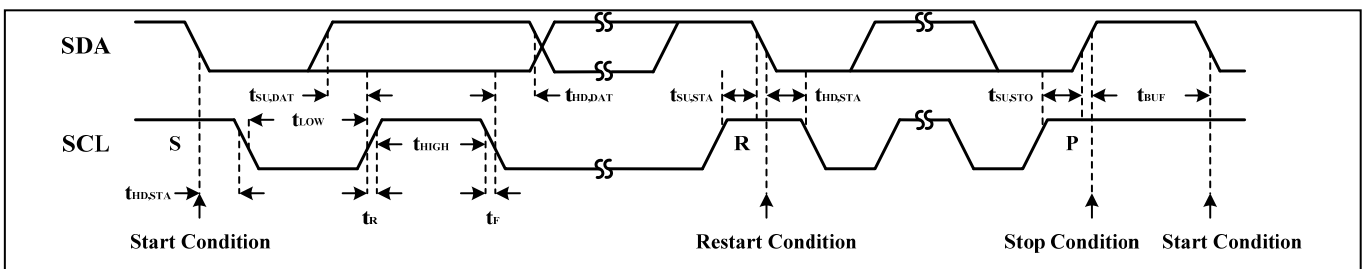 SDA
tSU,DAT tHD,DAT tSU,STA tHD,STA tSU,STO tBUF
tLOW
SCL S tHIGH R P
tHD,STA
tR tF
Start Condition Restart Condition Stop Condition Start Condition